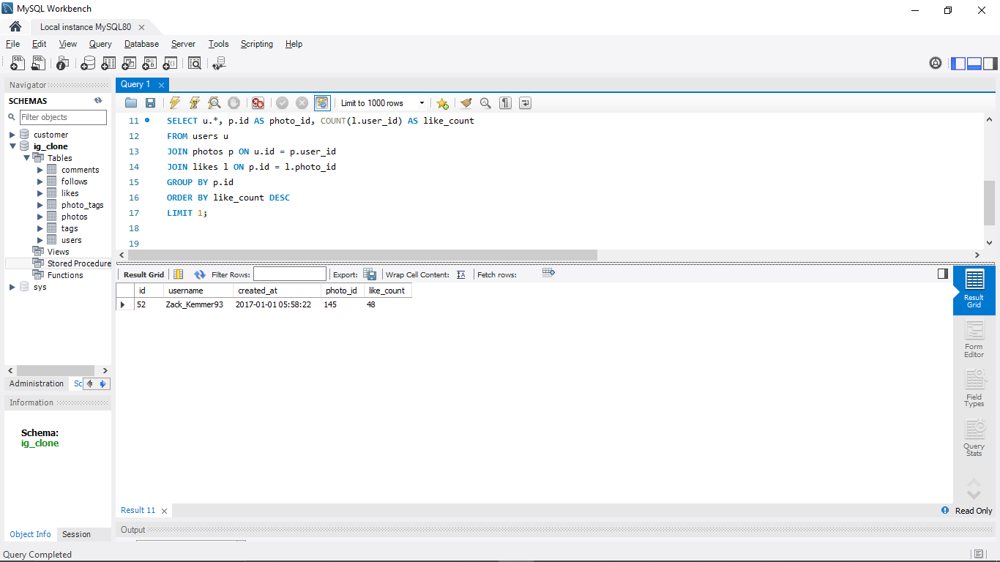 MySQL Workbench
Local instance MySQL80
File Edit View Query Database Server Tools Scripting Help
Navigator
SCHEMAS
Filter objects
customer
ig_clone
Tables
comments
follows
likes
photo_tags
photos
tags
users
Views
Stored Procedure
Functions
sys
Administration Sc
Information
Schema:
ig_clone
Object Info Session
Query 1
Limit to 1000 rows
11 SELECT u.*, p.id AS photo_id, COUNT(l.user_id) AS like_count
12 FROM users u
13 JOIN photos p ON u.id = p.user_id
14 JOIN likes l ON p.id = l.photo_id
15 GROUP BY p.id
16 ORDER BY like_count DESC
17 LIMIT 1;
18
19
Result Grid Filter Rows: Export: Wrap Cell Content: Fetch rows:
id username created_at photo_id like_count
52 Zack_Kemmer93 2017-01-01 05:58:22 145 48
Result
Grid
Form
Editor
Field
Types
Query
Stats
Result 11
Read Only
Output
Query Completed